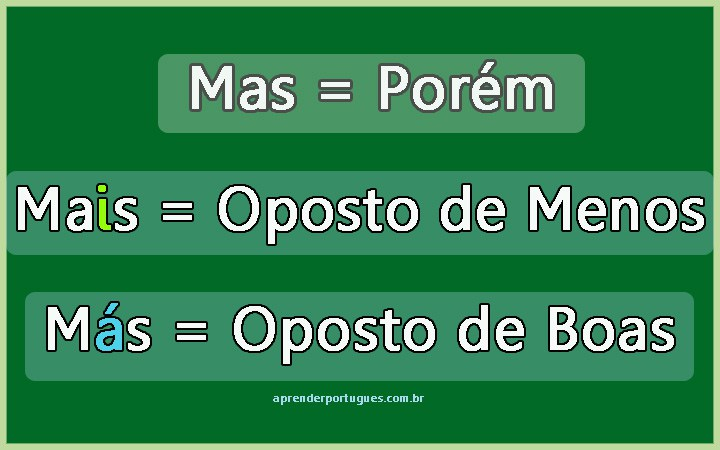 Mas = Porém
Mais = Oposto de Menos
Más = Oposto de Boas
aprenderportugues.com.br